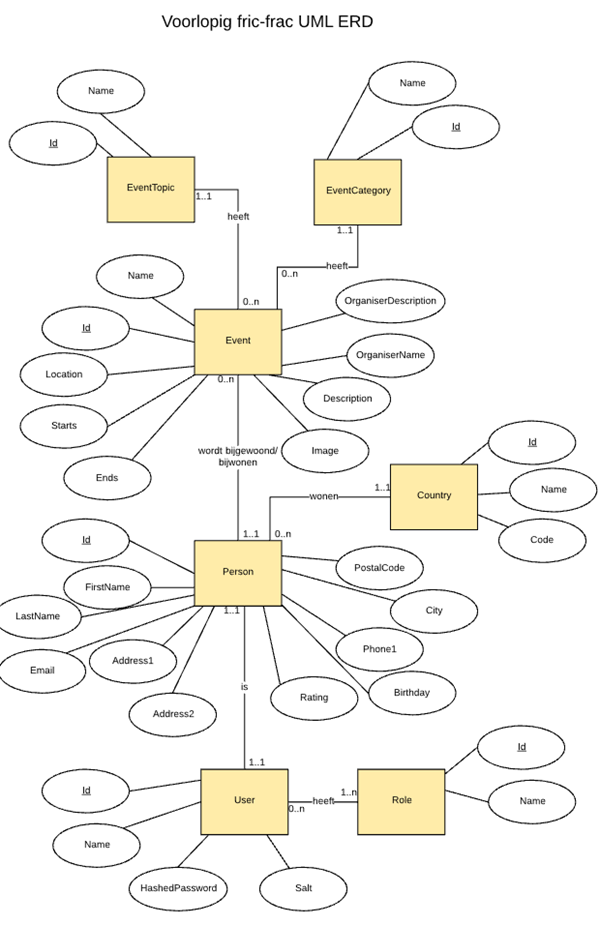 Voorlopig fric-frac UML ERD
Name
Name
Id
Id
EventTopic
EventCategory
1..1
1..1
heeft
heeft
0..n
Name
0..n
OrganiserDescription
Id
Event
OrganiserName
Location
0..n
Description
Starts
wordt bijgewoond/
bijwonen
Image
Id
Ends
1..1
Name
wonen
Country
1..1
0..n
Code
Id
Person
PostalCode
FirstName
City
LastName
1..1
Phone1
Email
Address1
Birthday
is
Rating
Address2
Id
1..1
Id
1..n
User
heeft
Role
Name
0..n
Name
HashedPassword
Salt